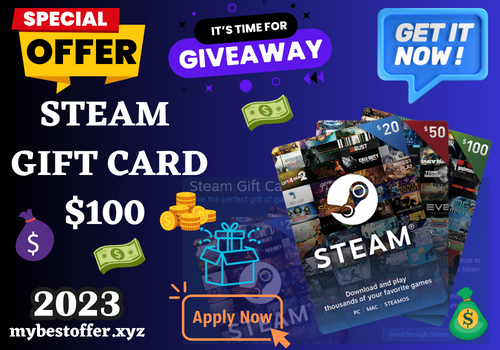 SPECIAL
OFFER
IT'S TIME FOR
GIVEAWAY
GET IT
NOW!
STEAM
GIFT CARD
$100
$20
$50
$100
STEAM
Download and play
thousands of your favorite games
PC | MAC | STEAMOS
Steam Gift Ca
Apply Now
2023
mybestoffer.xyz